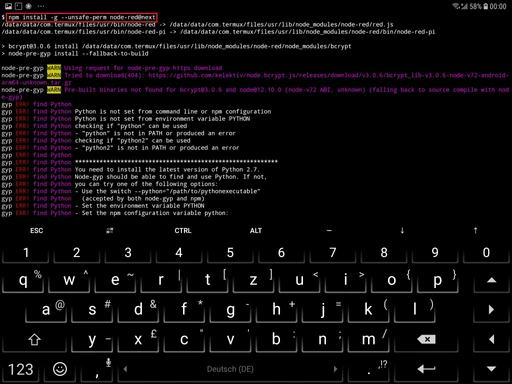 58% 00:00
$ npm install -g --unsafe-perm node-red@next
/data/data/com.termux/files/usr/bin/node-red -> /data/data/com.termux/files/usr/lib/node_modules/node-red/red.js
/data/data/com.termux/files/usr/bin/node-red-pi -> /data/data/com.termux/files/usr/lib/node_modules/node-red/bin/node-red-pi
> bcrypt@3.0.6 install /data/data/com.termux/files/usr/lib/node_modules/node-red/node_modules/bcrypt
> node-pre-gyp install --fallback-to-build
node-pre-gyp WARN Using request for node-pre-gyp https download
node-pre-gyp WARN Tried to download(404): https://github.com/kelektiv/node.bcrypt.js/releases/download/v3.0.6/bcrypt_lib-v3.0.6-node-v72-android-
arm64-unknown.tar.gz
node-pre-gyp WARN Pre-built binaries not found for bcrypt@3.0.6 and node@12.10.0 (node-v72 ABI, unknown) (falling back to source compile with nod
e-gyp)
gyp ERR! find Python
gyp ERR! find Python Python is not set from command line or npm configuration
gyp ERR! find Python Python is not set from environment variable PYTHON
gyp ERR! find Python checking if "python" can be used
gyp ERR! find Python - "python" is not in PATH or produced an error
gyp ERR! find Python checking if "python2" can be used
gyp ERR! find Python - "python2" is not in PATH or produced an error
gyp ERR! find Python
gyp ERR! find Python **********************************************************
gyp ERR! find Python You need to install the latest version of Python 2.7.
gyp ERR! find Python Node-gyp should be able to find and use Python. If not,
gyp ERR! find Python you can try one of the following options:
gyp ERR! find Python - Use the switch --python="/path/to/pythonexecutable"
gyp ERR! find Python   (accepted by both node-gyp and npm)
gyp ERR! find Python - Set the environment variable PYTHON
gyp ERR! find Python - Set the npm configuration variable python:
ESC CTRL ALT – ↓ ↑
1 2 3 4 5 6 7 8 9 0
q % w ^ e ~ r | t [ z ] u < i > o { p }
a @ s # d & f * g - h + j = k ( l )
y _ x £ c " v ' b : n ; m /
123 , Deutsch (DE) . ,!?